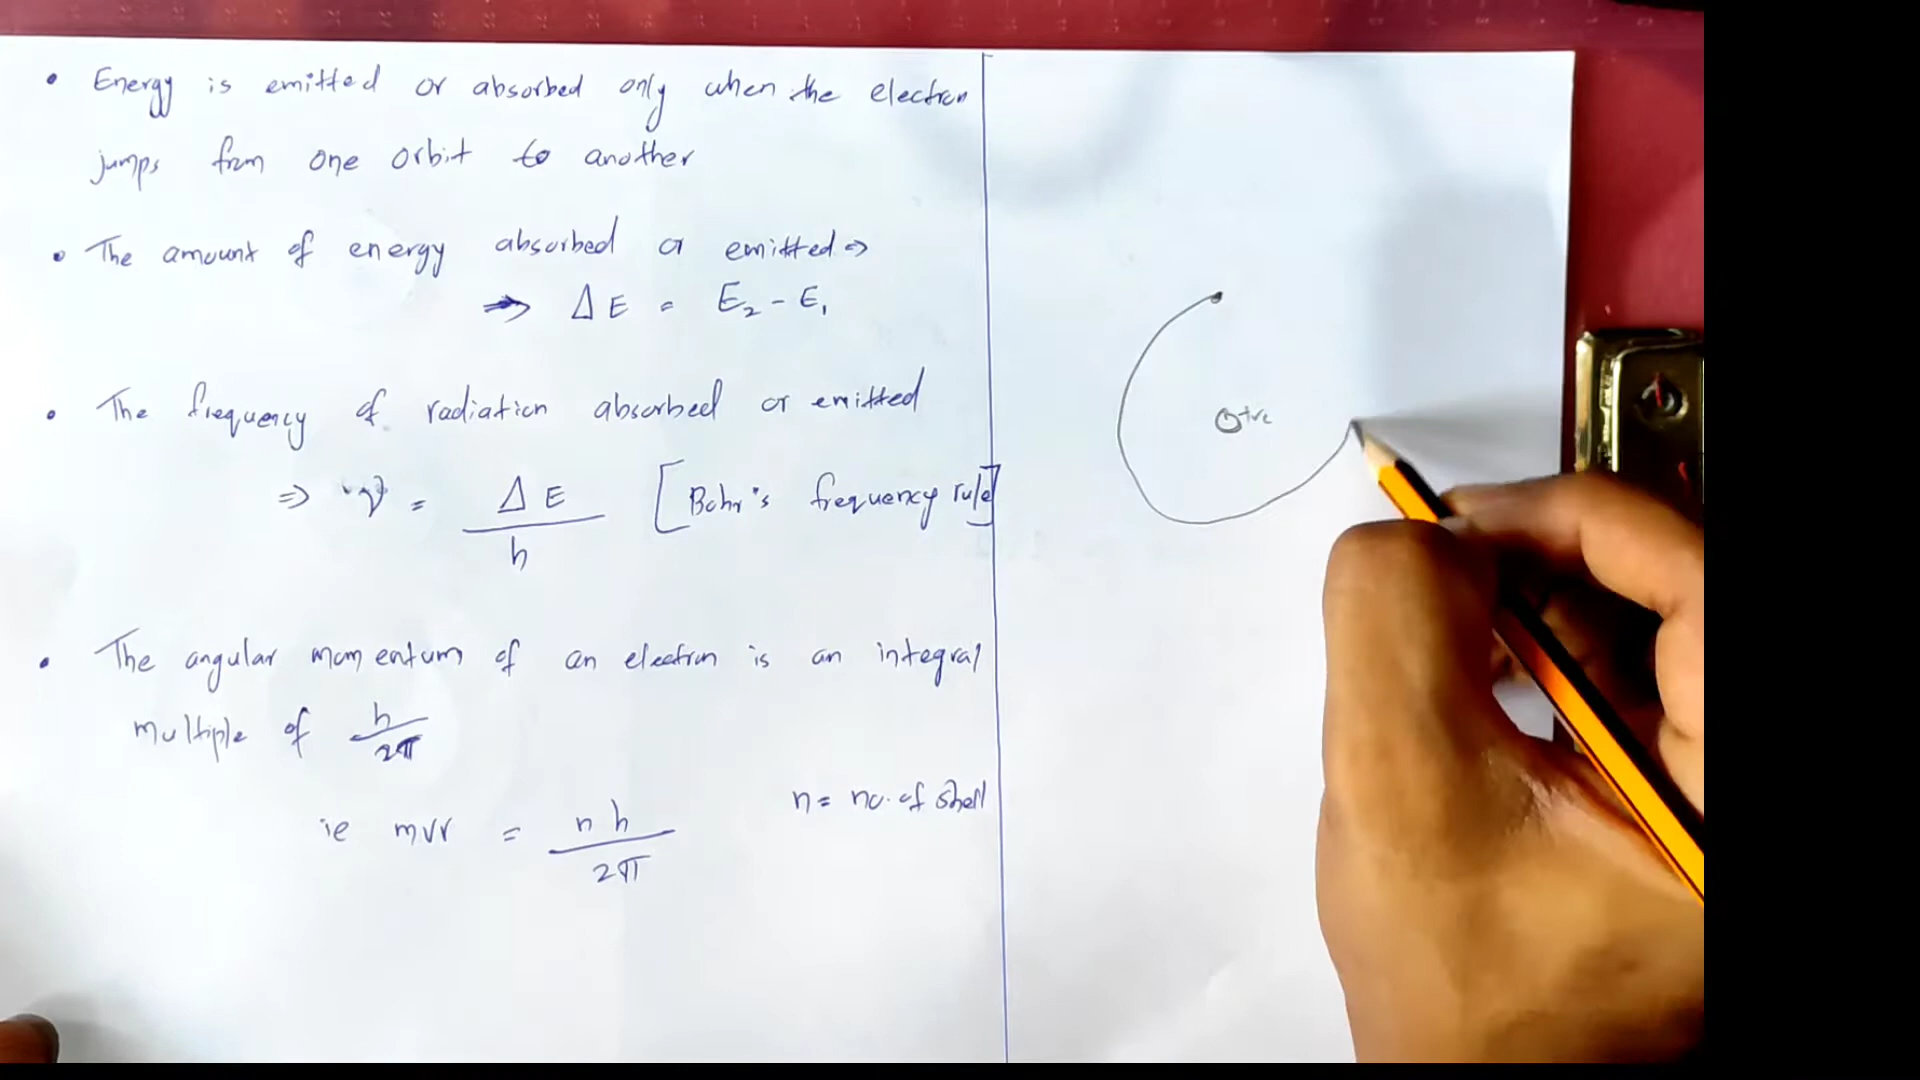 • Energy is emitted or absorbed only when the electron
jumps from one orbit to another
• The amount of energy absorbed or emitted ⇒
⇒ ΔE = E₂ - E₁
• The frequency of radiation absorbed or emitted
⇒ ν = ΔE / h [Bohr's frequency rule]
• The angular momentum of an electron is an integral
multiple of h / 2π
n = no. of shell
ie mvr = n h / 2π
+ve